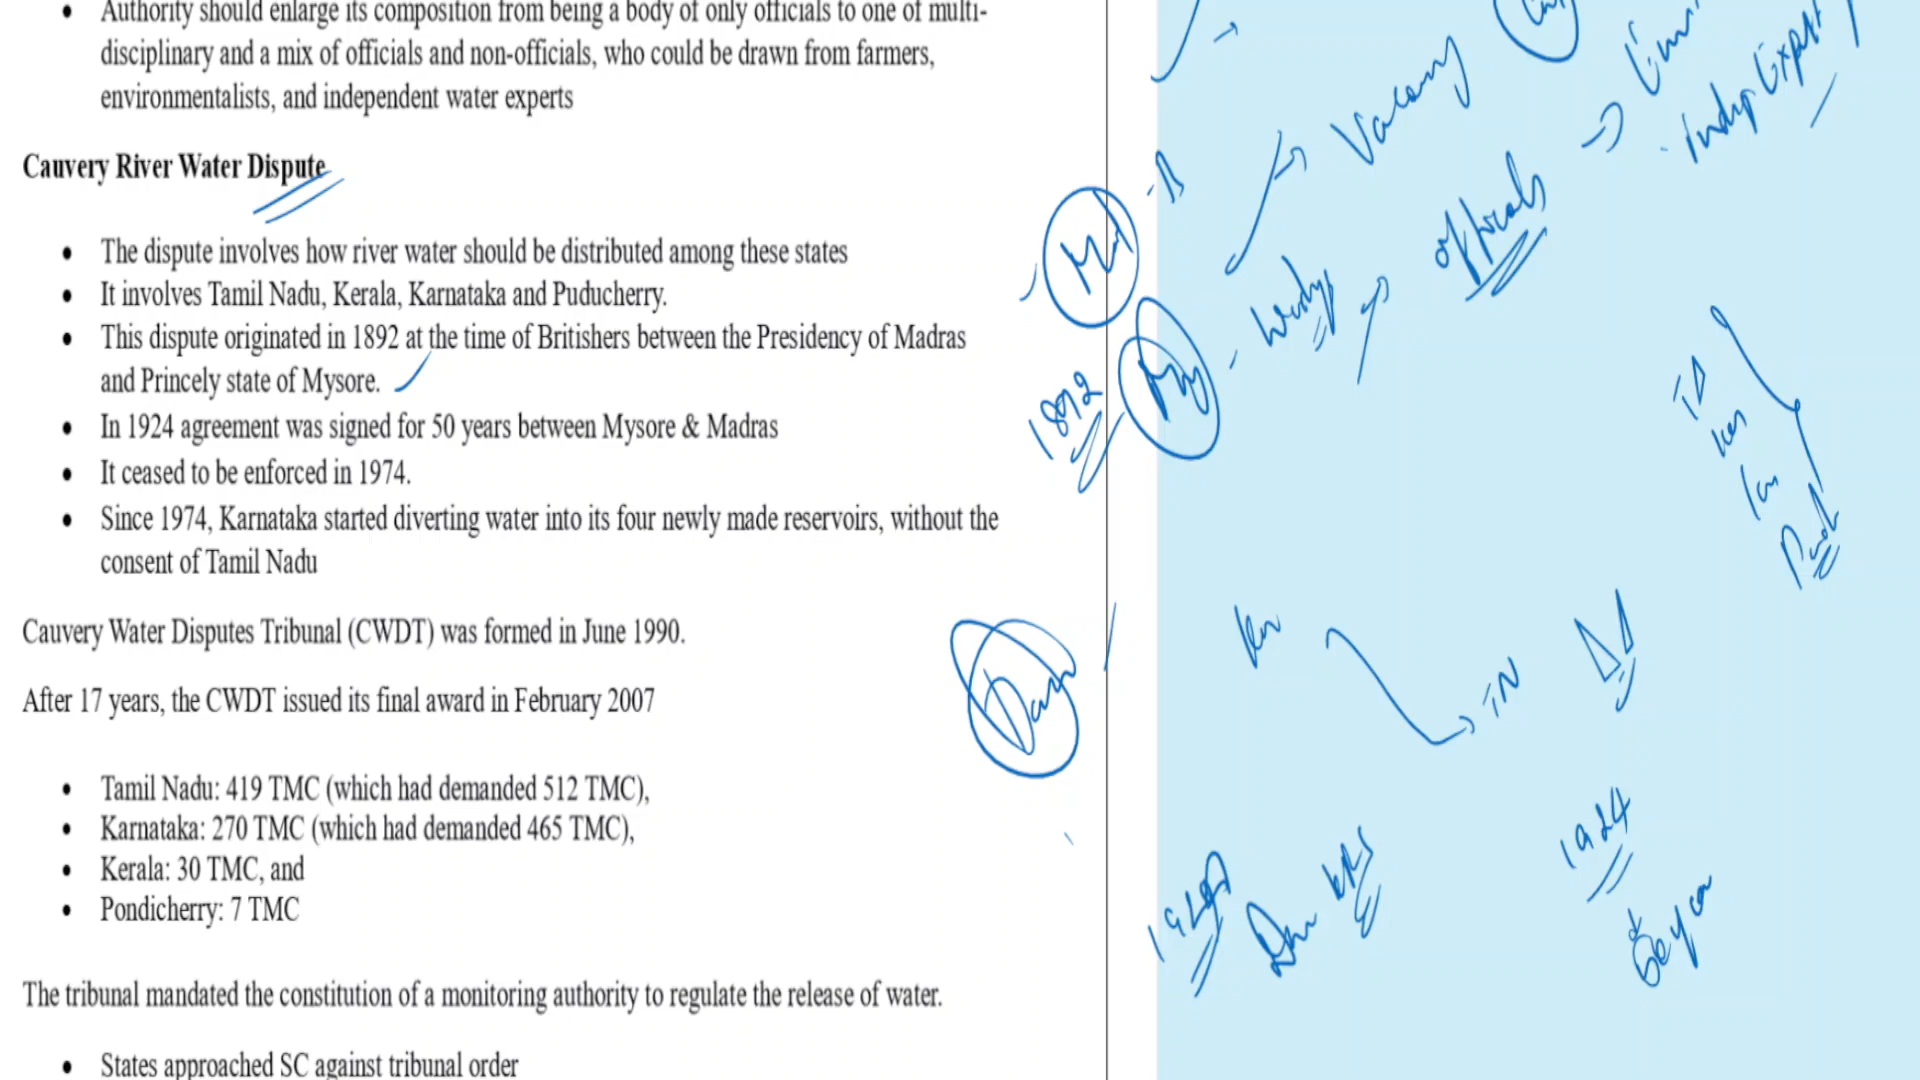 Authority should enlarge its composition from being a body of only officials to one of multi-
disciplinary and a mix of officials and non-officials, who could be drawn from farmers,
environmentalists, and independent water experts
Cauvery River Water Dispute
• The dispute involves how river water should be distributed among these states
• It involves Tamil Nadu, Kerala, Karnataka and Puducherry.
• This dispute originated in 1892 at the time of Britishers between the Presidency of Madras
and Princely state of Mysore.
• In 1924 agreement was signed for 50 years between Mysore & Madras
• It ceased to be enforced in 1974.
• Since 1974, Karnataka started diverting water into its four newly made reservoirs, without the
consent of Tamil Nadu
Cauvery Water Disputes Tribunal (CWDT) was formed in June 1990.
After 17 years, the CWDT issued its final award in February 2007
• Tamil Nadu: 419 TMC (which had demanded 512 TMC),
• Karnataka: 270 TMC (which had demanded 465 TMC),
• Kerala: 30 TMC, and
• Pondicherry: 7 TMC
The tribunal mandated the constitution of a monitoring authority to regulate the release of water.
• States approached SC against tribunal order
Vacancy
officials
Indep Expert
1892
TN
1924
KRS